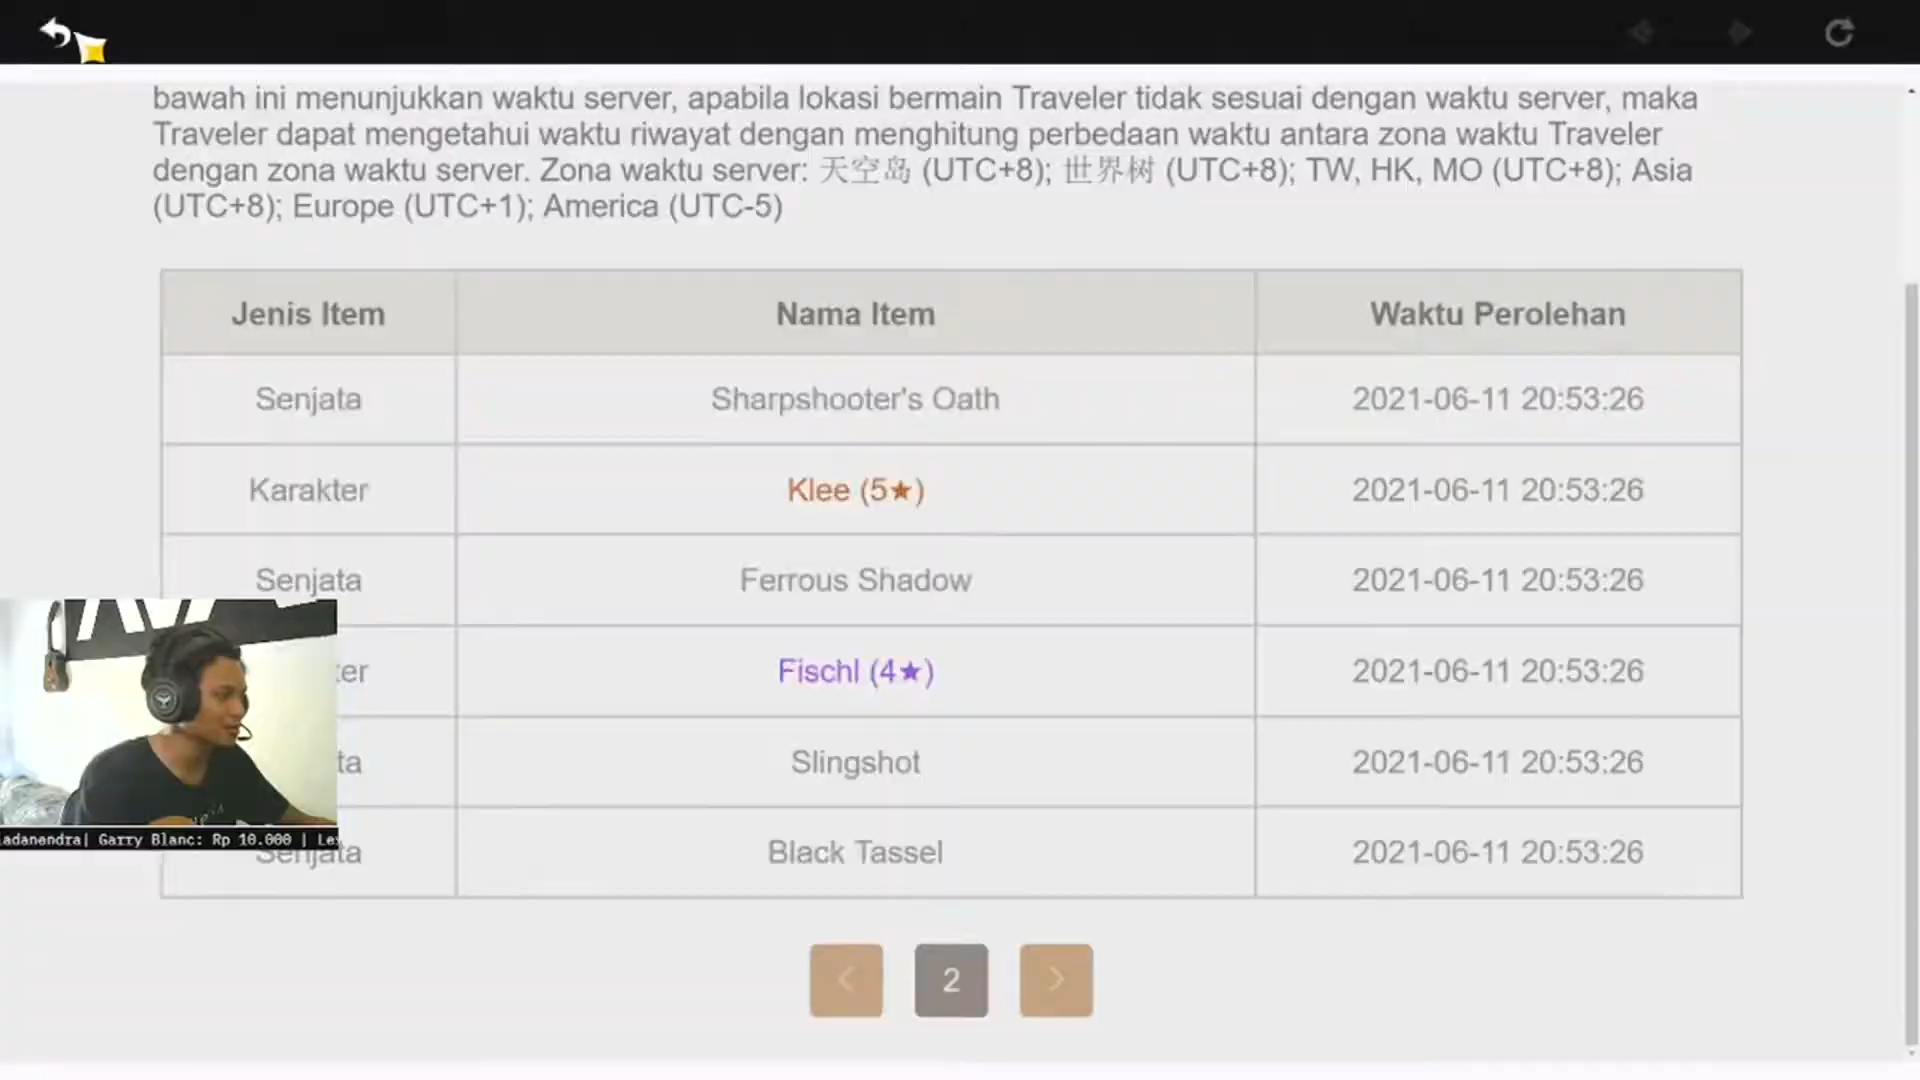 bawah ini menunjukkan waktu server, apabila lokasi bermain Traveler tidak sesuai dengan waktu server, maka
Traveler dapat mengetahui waktu riwayat dengan menghitung perbedaan waktu antara zona waktu Traveler
dengan zona waktu server. Zona waktu server: 天空岛 (UTC+8); 世界树 (UTC+8); TW, HK, MO (UTC+8); Asia
(UTC+8); Europe (UTC+1); America (UTC-5)
Jenis Item Nama Item Waktu Perolehan
Senjata Sharpshooter's Oath 2021-06-11 20:53:26
Karakter Klee (5★) 2021-06-11 20:53:26
Senjata Ferrous Shadow 2021-06-11 20:53:26
ter Fischl (4★) 2021-06-11 20:53:26
ta Slingshot 2021-06-11 20:53:26
adanendra| Garry Blanc: Rp 10.000 | Le
Senjata Black Tassel 2021-06-11 20:53:26
< 2 >